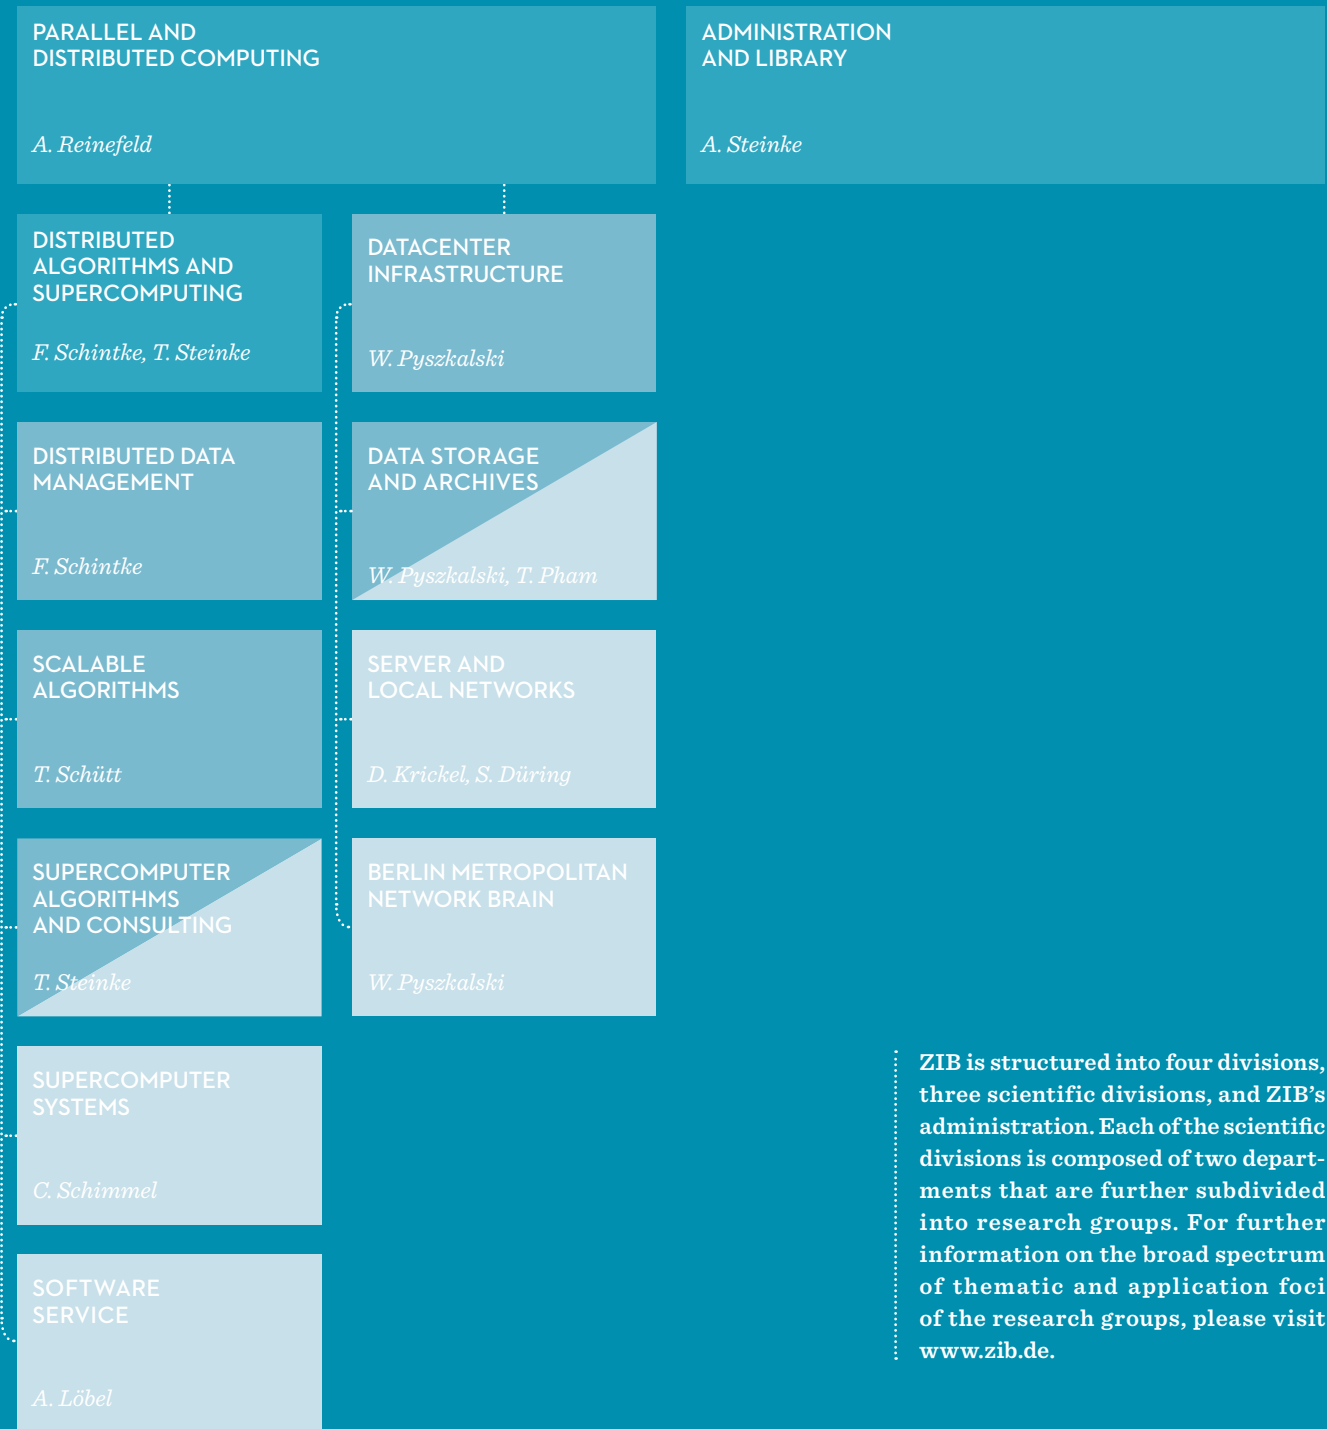 PARALLEL AND
DISTRIBUTED COMPUTING
A. Reinefeld
ADMINISTRATION
AND LIBRARY
A. Steinke
DISTRIBUTED
ALGORITHMS AND
SUPERCOMPUTING
F. Schintke, T. Steinke
DISTRIBUTED DATA
MANAGEMENT
F. Schintke
SCALABLE
ALGORITHMS
T. Schütt
SUPERCOMPUTER
ALGORITHMS
AND CONSULTING
T. Steinke
SUPERCOMPUTER
SYSTEMS
C. Schimmel
SOFTWARE
SERVICE
A. Löbel
DATACENTER
INFRASTRUCTURE
W. Pyszkalski
DATA STORAGE
AND ARCHIVES
W. Pyszkalski, T. Pham
SERVER AND
LOCAL NETWORKS
D. Krickel, S. Düring
BERLIN METROPOLITAN
NETWORK BRAIN
W. Pyszkalski
ZIB is structured into four divisions,
three scientific divisions, and ZIB’s
administration. Each of the scientific
divisions is composed of two depart-
ments that are further subdivided
into research groups. For further
information on the broad spectrum
of thematic and application foci
of the research groups, please visit
www.zib.de.